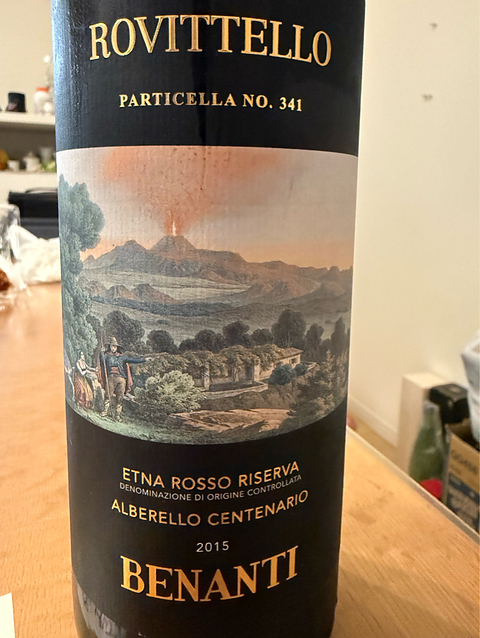 ROVITTELLO
PARTICELLA NO. 341
ETNA ROSSO RISERVA
DENOMINAZIONE DI ORIGINE CONTROLLATA
ALBERELLO CENTENARIO
2015
BENANTI